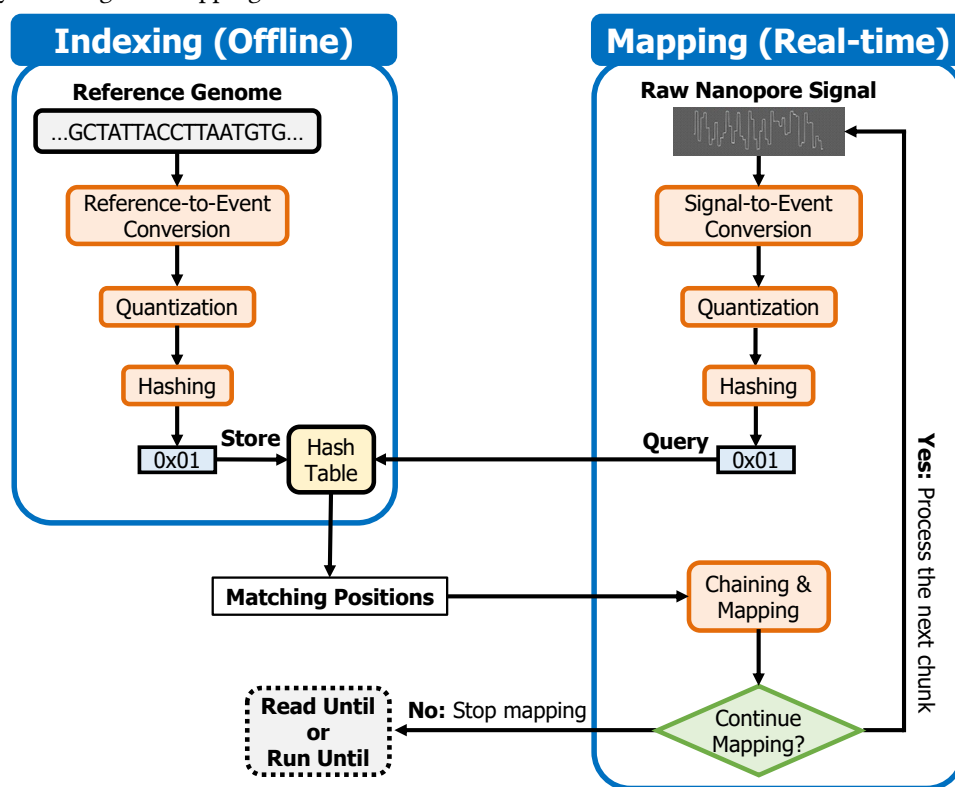 Indexing (Offline)
Reference Genome
...GCTATTACCTTAATGTG...
Reference-to-Event
Conversion
Quantization
Hashing
0x01
Store
Hash
Table
Matching Positions
Mapping (Real-time)
Raw Nanopore Signal
Signal-to-Event
Conversion
Quantization
Hashing
0x01
Query
Chaining &
Mapping
Continue
Mapping?
Yes: Process the next chunk
No: Stop mapping
Read Until
or
Run Until